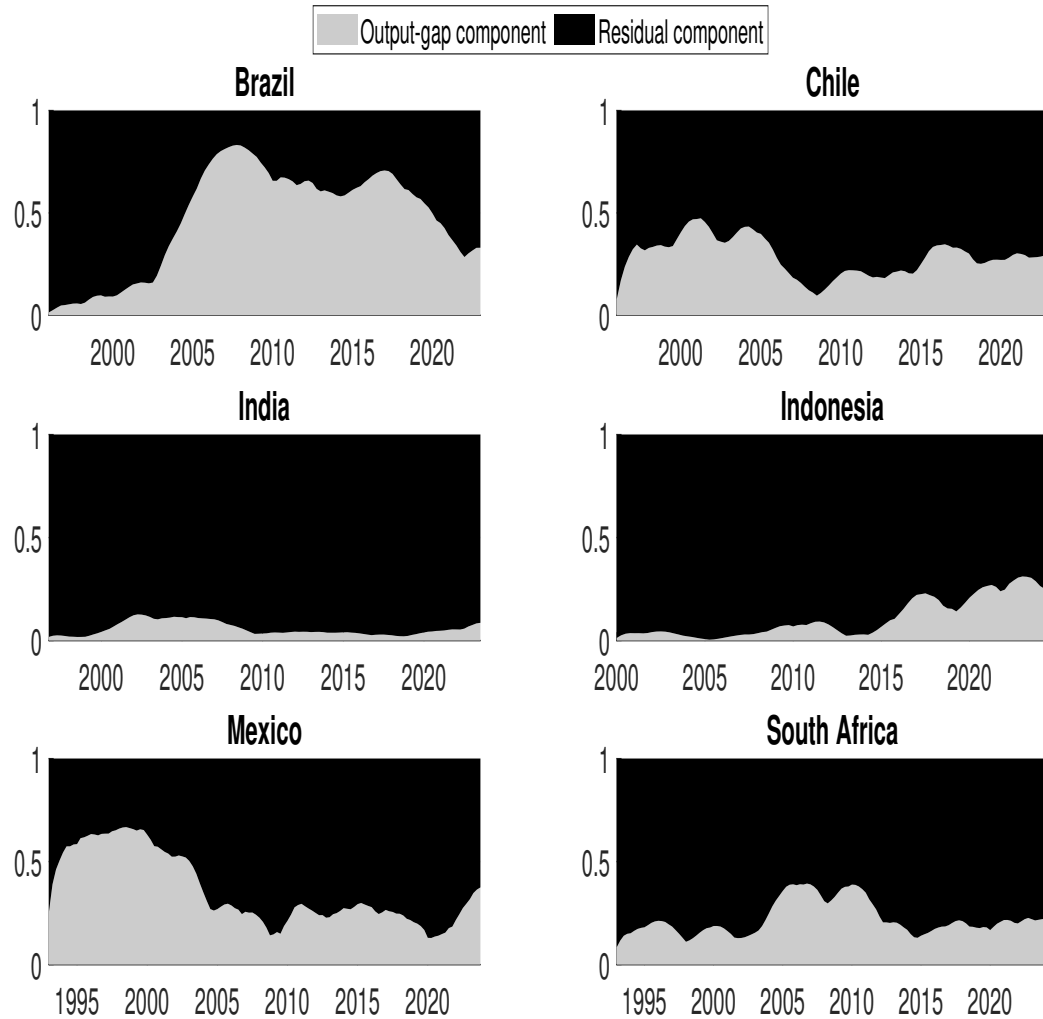 Output-gap component Residual component
Brazil Chile
1 1
0.5 0.5
0 0
2000 2005 2010 2015 2020 2000 2005 2010 2015 2020
India Indonesia
1 1
0.5 0.5
0 0
2000 2005 2010 2015 2020 2000 2005 2010 2015 2020
Mexico South Africa
1 1
0.5 0.5
0 0
1995 2000 2005 2010 2015 2020 1995 2000 2005 2010 2015 2020